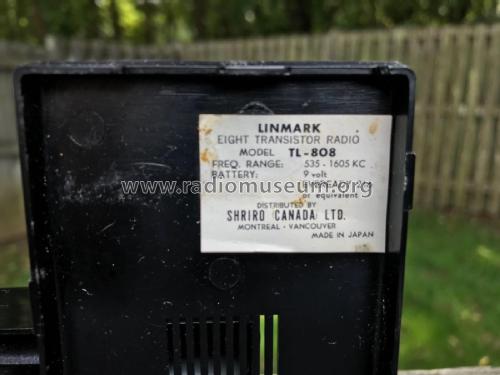 LINMARK
EIGHT TRANSISTOR RADIO
MODEL TL-808
FREQ. RANGE: 535 - 1605 KC
BATTERY: 9 volt
www.radiomuseum.org
EVEREADY
or equivalent
DISTRIBUTED BY
SHRIRO (CANADA) LTD.
MONTREAL - VANCOUVER
MADE IN JAPAN